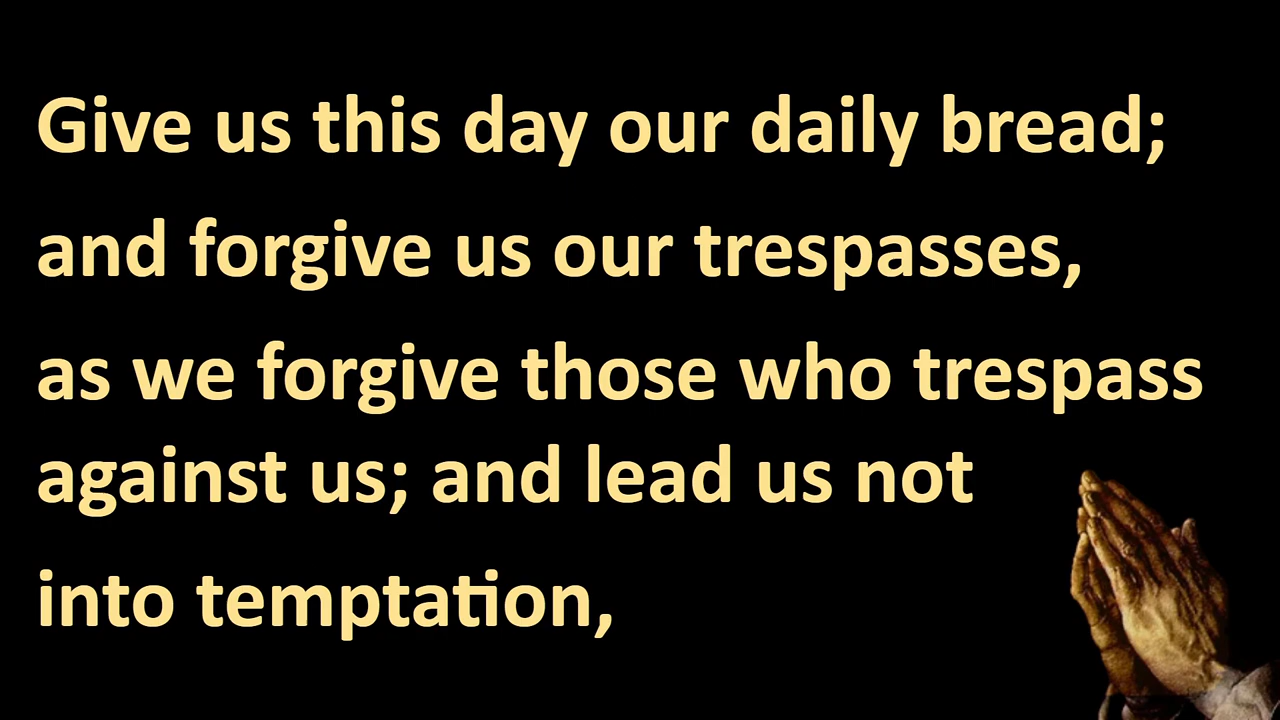 Give us this day our daily bread;
and forgive us our trespasses,
as we forgive those who trespass
against us; and lead us not
into temptation,